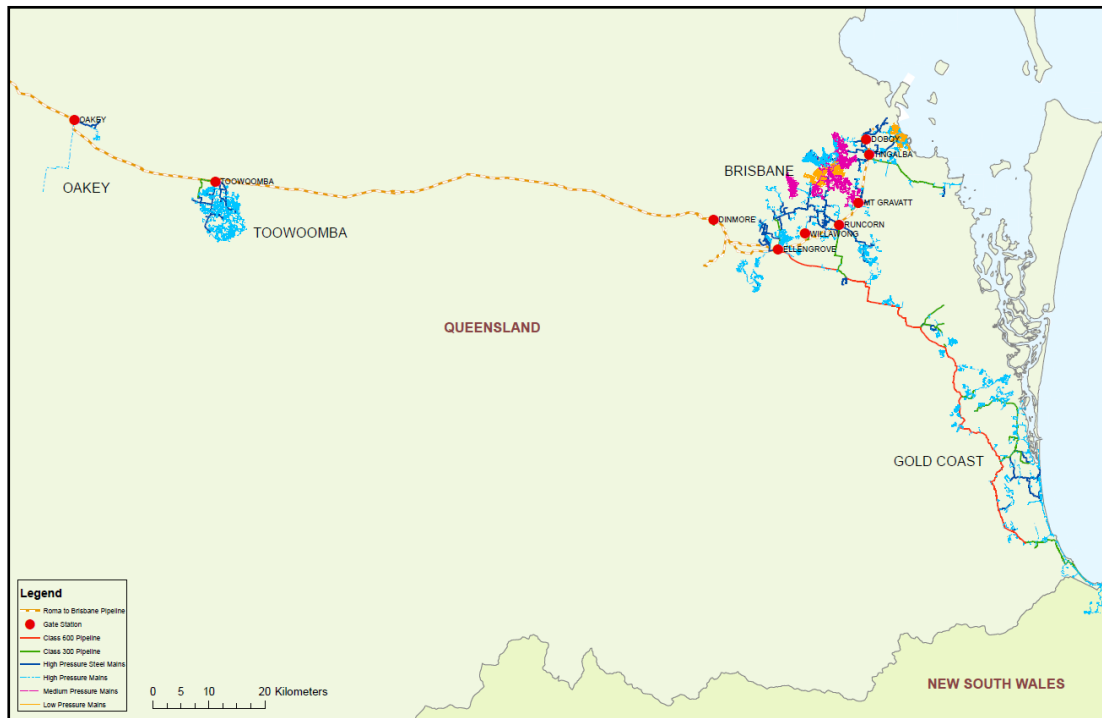 OAKEY
OAKEY
TOOWOOMBA
TOOWOOMBA
BRISBANE
DOBOY
TINGALBA
MT GRAVATT
DINMORE
RUNCORN
WILLAWONG
ELLENGROVE
QUEENSLAND
GOLD COAST
NEW SOUTH WALES
Legend
Roma to Brisbane Pipeline
Gate Station
Class 600 Pipeline
Class 300 Pipeline
High Pressure Steel Mains
High Pressure Mains
Medium Pressure Mains
Low Pressure Mains
0 5 10 20 Kilometers